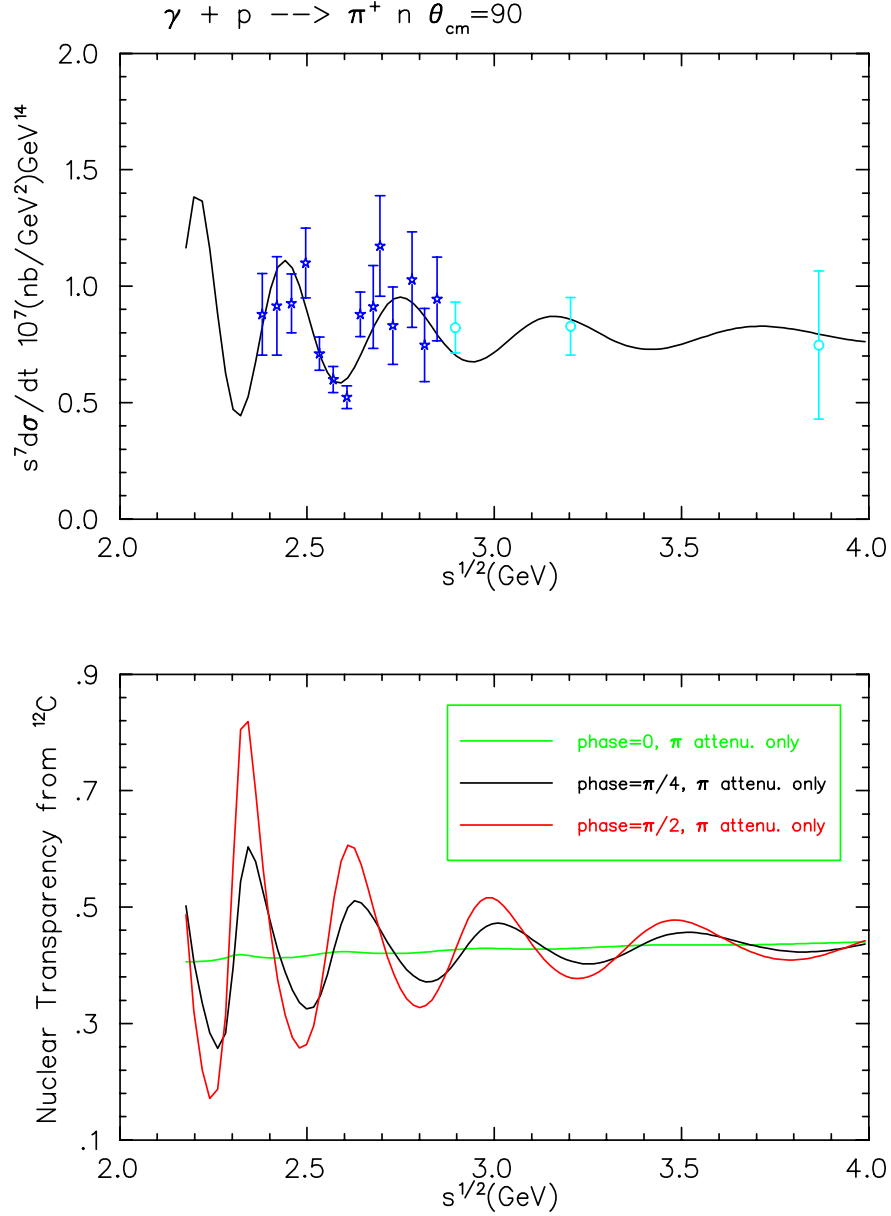 γ + p --> π⁺ n θcm=90
s⁷dσ/dt 10⁷(nb/GeV²)GeV¹⁴
2.0
1.5
1.0
0.5
0.0
2.0 2.5 3.0 3.5 4.0
s^1/2(GeV)
Nuclear Transparency from ¹²C
.9
.7
.5
.3
.1
phase=0, π attenu. only
phase=π/4, π attenu. only
phase=π/2, π attenu. only
2.0 2.5 3.0 3.5 4.0
s^1/2(GeV)